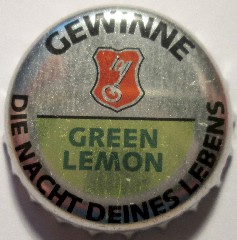 GEWINNE
GREEN
LEMON
DIE NACHT DEINES LEBENS